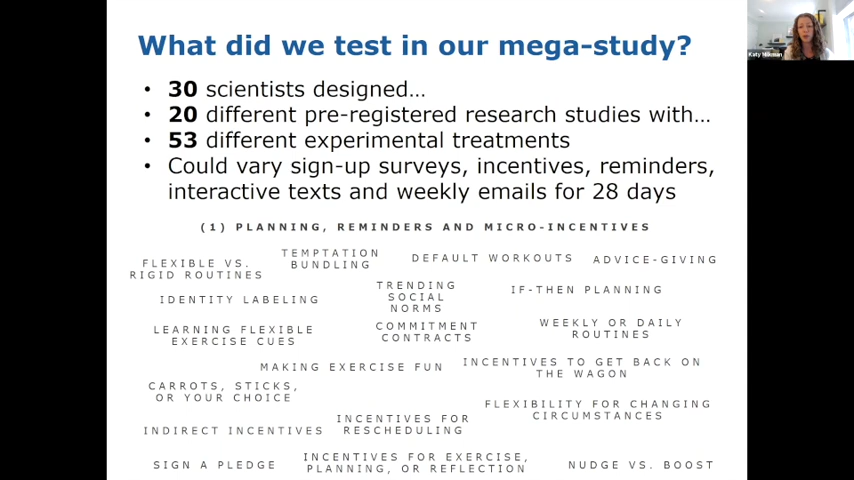 What did we test in our mega-study?
• 30 scientists designed…
• 20 different pre-registered research studies with…
• 53 different experimental treatments
• Could vary sign-up surveys, incentives, reminders,
interactive texts and weekly emails for 28 days
(1) PLANNING, REMINDERS AND MICRO-INCENTIVES
FLEXIBLE VS.
RIGID ROUTINES
TEMPTATION
BUNDLING
DEFAULT WORKOUTS
ADVICE-GIVING
IDENTITY LABELING
TRENDING
SOCIAL
NORMS
IF-THEN PLANNING
LEARNING FLEXIBLE
EXERCISE CUES
COMMITMENT
CONTRACTS
WEEKLY OR DAILY
ROUTINES
MAKING EXERCISE FUN
INCENTIVES TO GET BACK ON
THE WAGON
CARROTS, STICKS,
OR YOUR CHOICE
FLEXIBILITY FOR CHANGING
CIRCUMSTANCES
INDIRECT INCENTIVES
INCENTIVES FOR
RESCHEDULING
SIGN A PLEDGE
INCENTIVES FOR EXERCISE,
PLANNING, OR REFLECTION
NUDGE VS. BOOST
Katy Milkman